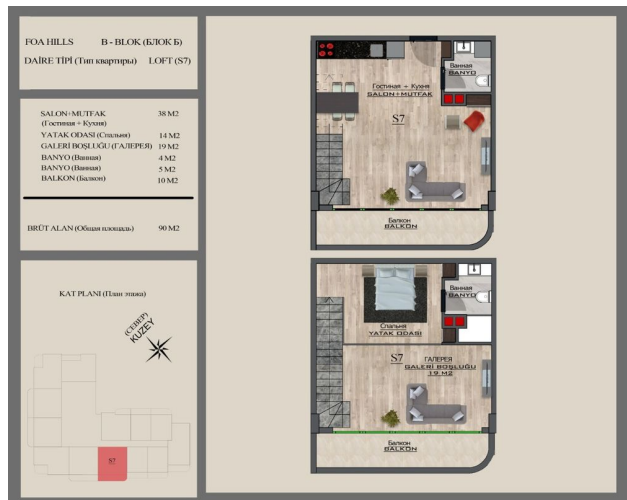 FOA HILLS B - BLOK (БЛОК Б)
DAİRE TİPİ (Тип квартиры) LOFT (S7)
SALON+MUTFAK 38 M2
(Гостиная + Кухня)
YATAK ODASI (Спальня) 14 M2
GALERİ BOŞLUĞU (ГАЛЕРЕЯ) 19 M2
BANYO (Ванная) 4 M2
BANYO (Ванная) 5 M2
BALKON (Балкон) 10 M2
BRÜT ALAN (Общая площадь) 90 M2
KAT PLANI (План этажа)
(СЕВЕР)
KUZEY
S7
Ванная
BANYO
Гостиная + Кухня
SALON+MUTFAK
S7
Балкон
BALKON
Ванная
BANYO
Спальня
YATAK ODASI
S7 ГАЛЕРЕЯ
GALERİ BOŞLUĞU
19 M2
Балкон
BALKON